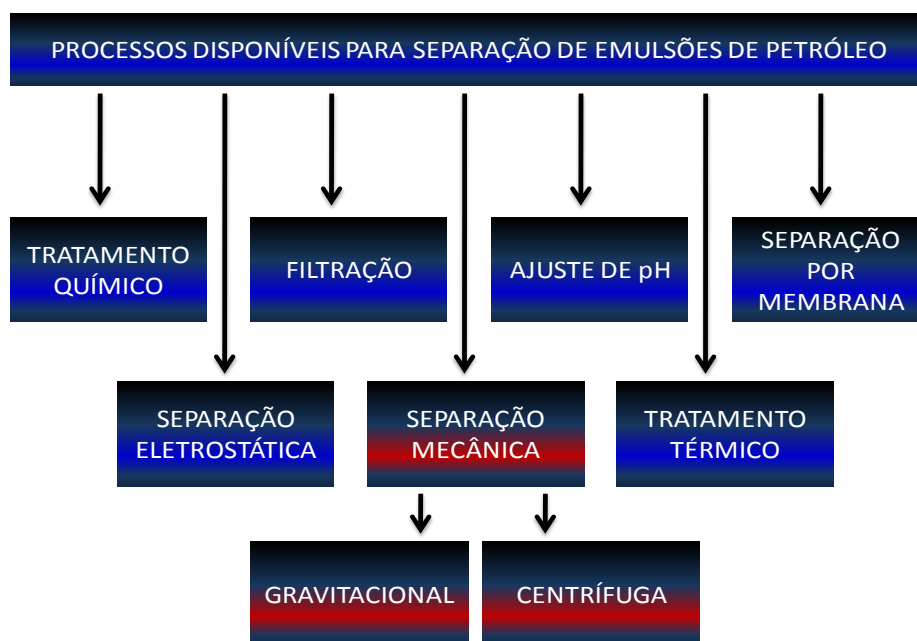 PROCESSOS DISPONÍVEIS PARA SEPARAÇÃO DE EMULSÕES DE PETRÓLEO
TRATAMENTO
QUÍMICO
FILTRAÇÃO
AJUSTE DE pH
SEPARAÇÃO
POR
MEMBRANA
SEPARAÇÃO
ELETROSTÁTICA
SEPARAÇÃO
MECÂNICA
TRATAMENTO
TÉRMICO
GRAVITACIONAL
CENTRÍFUGA